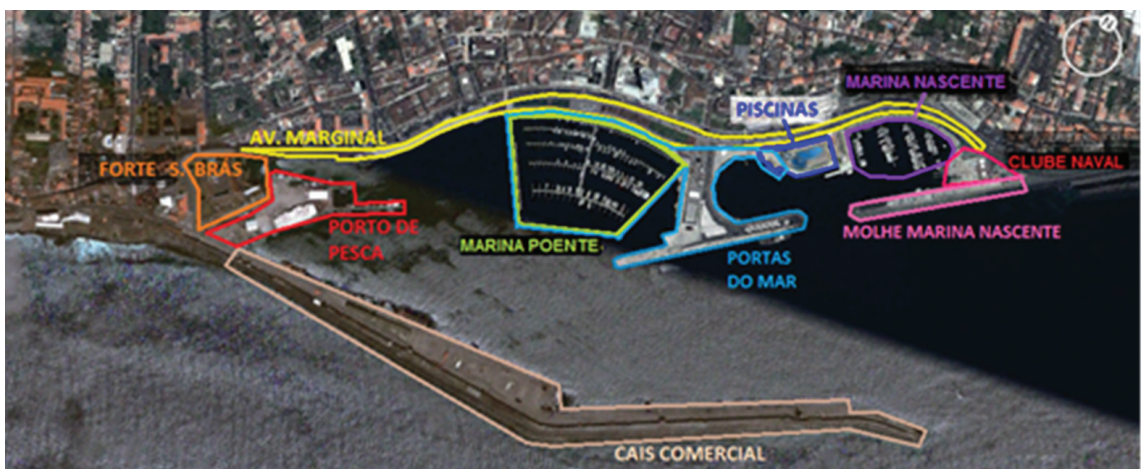 MARINA NASCENTE
PISCINAS
AV. MARGINAL
FORTE S. BRÁS
CLUBE NAVAL
PORTO DE
PESCA
MARINA POENTE
MOLHE MARINA NASCENTE
PORTAS
DO MAR
CAIS COMERCIAL